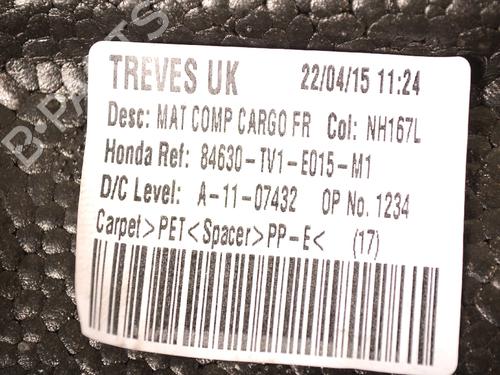 TREVES UK 22/04/15 11:24
Desc: MAT COMP CARGO FR Col: NH167L
Honda Ref: 84630-TV1-E015-M1
D/C Level: A-11-07432 OP No. 1234
Carpet>PET<Spacer>PP-E< (17)